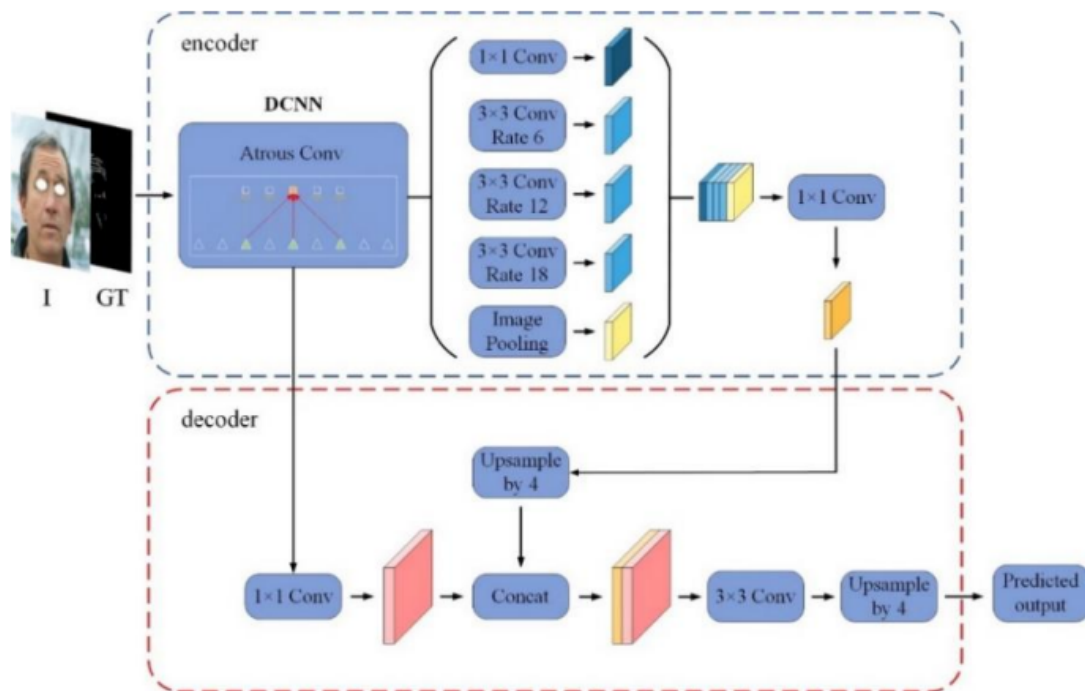 encoder
DCNN
Atrous Conv
1×1 Conv
3×3 Conv
Rate 6
3×3 Conv
Rate 12
3×3 Conv
Rate 18
Image
Pooling
1×1 Conv
I
GT
decoder
Upsample
by 4
1×1 Conv
Concat
3×3 Conv
Upsample
by 4
Predicted
output